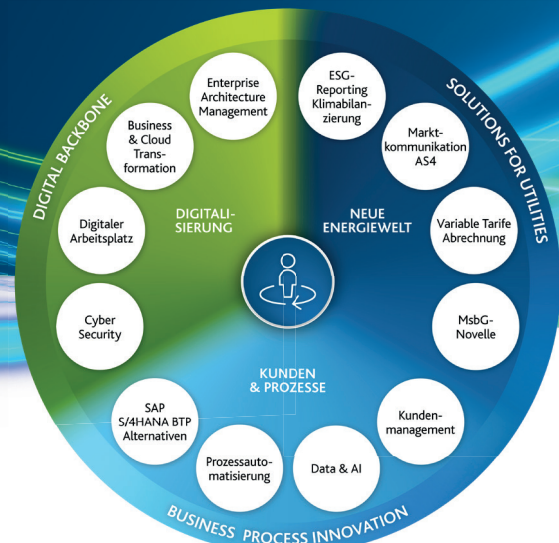 DIGITAL BACKBONE
SOLUTIONS FOR UTILITIES
BUSINESS PROCESS INNOVATION
DIGITALI-
SIERUNG
Enterprise
Architecture
Management
Business
& Cloud
Trans-
formation
Digitaler
Arbeitsplatz
Cyber
Security
NEUE
ENERGIEWELT
ESG-
Reporting
Klimabilan-
zierung
Markt-
kommunikation
AS4
Variable Tarife
Abrechnung
MsbG-
Novelle
KUNDEN
& PROZESSE
Kunden-
management
Data & AI
Prozessauto-
matisierung
SAP
S/4HANA BTP
Alternativen